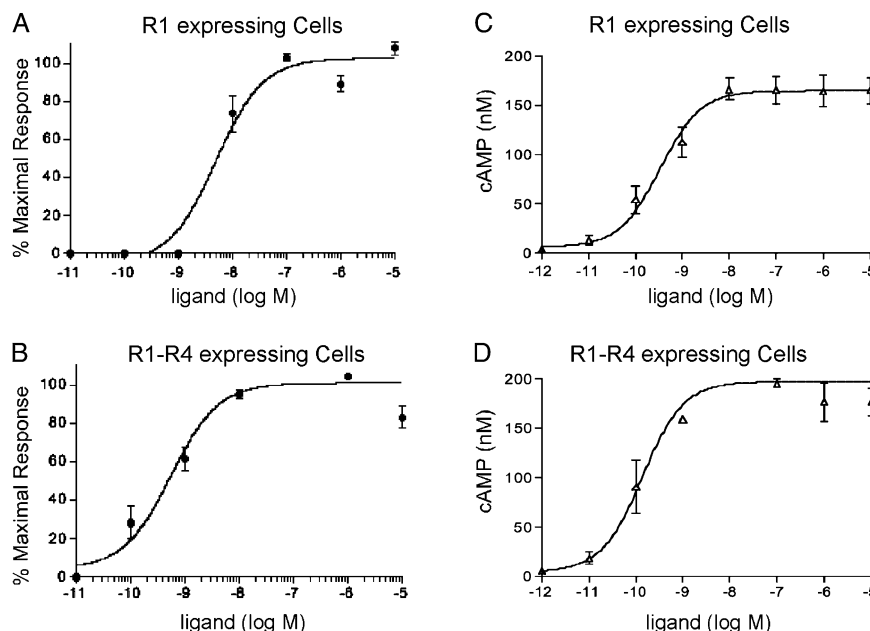 A
R1 expressing Cells
% Maximal Response
100
80
60
40
20
0
-11 -10 -9 -8 -7 -6 -5
ligand (log M)
C
R1 expressing Cells
cAMP (nM)
200
150
100
50
0
-12 -11 -10 -9 -8 -7 -6 -5
ligand (log M)
B
R1-R4 expressing Cells
% Maximal Response
100
80
60
40
20
0
-11 -10 -9 -8 -7 -6 -5
ligand (log M)
D
R1-R4 expressing Cells
cAMP (nM)
200
150
100
50
0
-12 -11 -10 -9 -8 -7 -6 -5
ligand (log M)